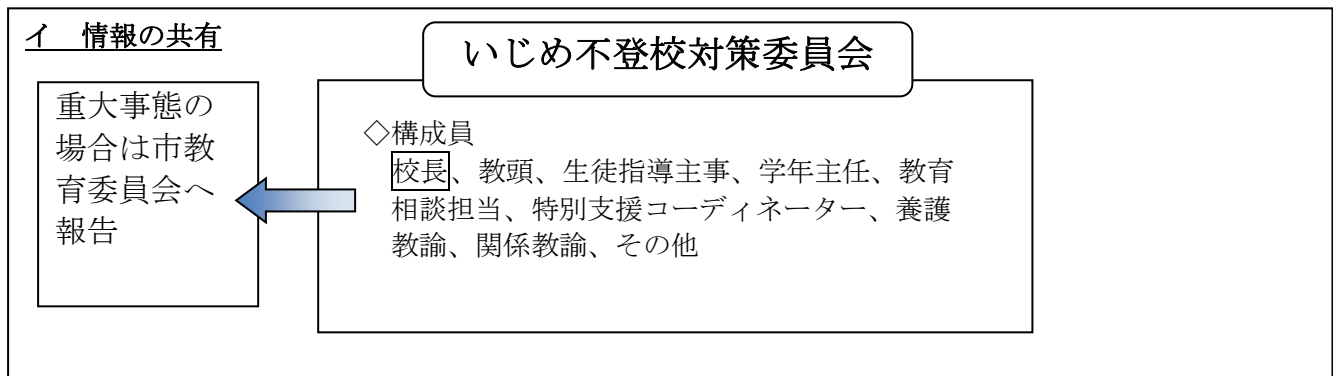 イ　情報の共有
いじめ不登校対策委員会
重大事態の
場合は市教
育委員会へ
報告
◇構成員
校長、教頭、生徒指導主事、学年主任、教育
相談担当、特別支援コーディネーター、養護
教諭、関係教諭、その他